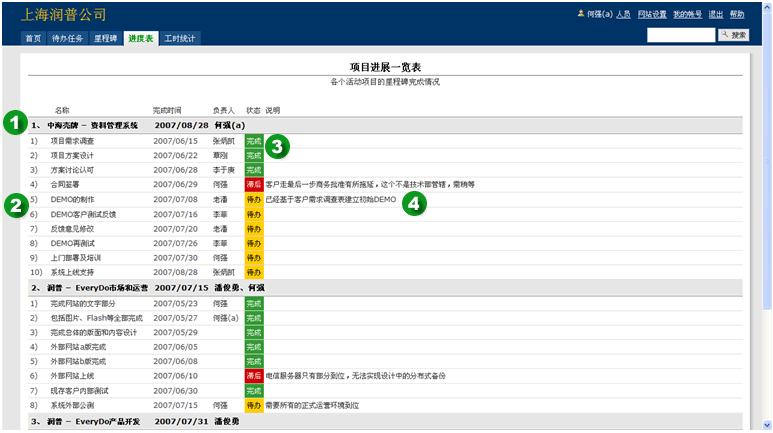 上海润普公司
何强(a) 人员 网站设置 我的帐号 退出 帮助
首页 待办任务 里程碑 进度表 工时统计 搜索
项目进展一览表
各个活动项目的里程碑完成情况
名称 完成时间 负责人 状态 说明
1 1、 中海壳牌 - 资料管理系统 2007/08/28 何强(a)
1) 项目需求调查 2007/06/15 张炳凯 完成 3
2) 项目方案设计 2007/06/22 覃刚 完成
3) 方案讨论认可 2007/06/28 李于庚 完成
4) 合同签署 2007/06/29 何强 滞后 客户走最后一步商务批准有所拖延，这个不是技术部管辖，需稍等
2 5) DEMO的制作 2007/07/08 老潘 待办 已经基于客户需求调查表建立初始DEMO 4
6) DEMO客户测试反馈 2007/07/16 李菲 待办
7) 反馈意见修改 2007/07/20 老潘 待办
8) DEMO再测试 2007/07/26 李菲 待办
9) 上门部署及培训 2007/07/30 何强 待办
10) 系统上线支持 2007/08/28 张炳凯 待办
2、 润普 - EveryDo市场和运营 2007/07/15 潘俊勇、何强
1) 完成网站的文字部分 2007/05/23 何强 完成
2) 包括图片、Flash等全部完成 2007/05/27 何强(a) 完成
3) 完成总体的版面和内容设计 2007/05/29 完成
4) 外部网站a版完成 2007/06/05 完成
5) 外部网站b版完成 2007/06/08 完成
6) 外部网站上线 2007/06/10 滞后 电信服务器只有部分到位，无法实现设计中的分布式备份
7) 现存客户内部测试 2007/06/30 完成
8) 系统外部公测 2007/07/15 何强 待办 需要所有的正式运营环境到位
3、 润普 - EveryDo产品开发 2007/07/31 潘俊勇